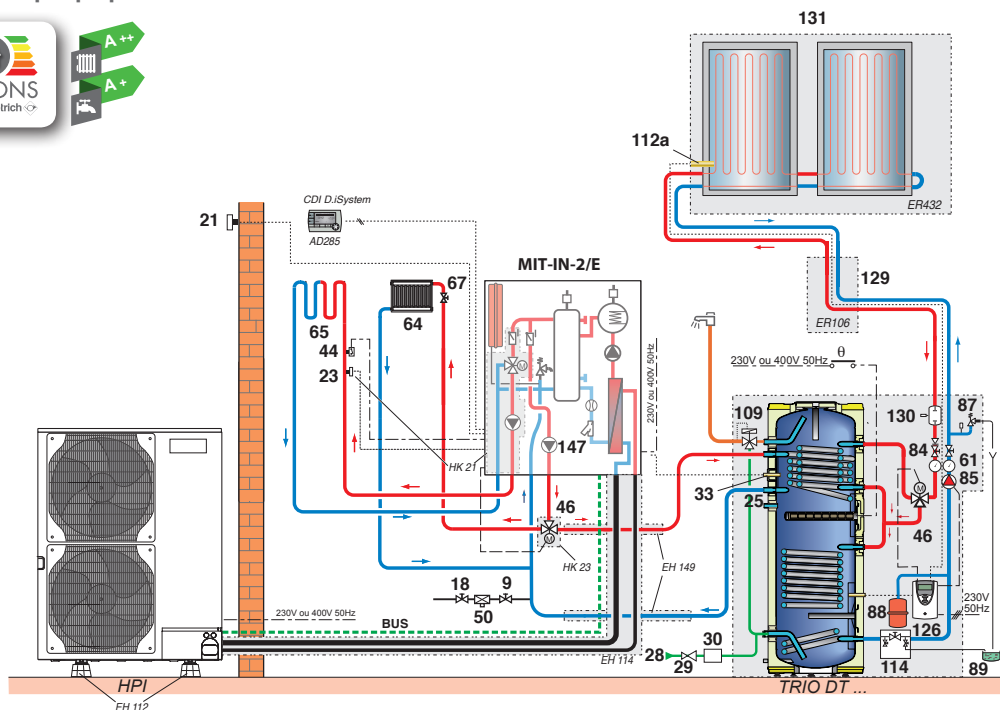 131
A ++
A +
ONS
trich
112a
ER432
CDI D.iSystem
AD285
21
MIT-IN-2/E
67
64
65
129
ER106
44
23
230V ou 400V 50Hz
230V ou 400V 50Hz
θ
M
109
130
87
84
61
85
M
147
HK 21
33
25
46
46
M
HK 23
EH 149
18
9
50
88
126
230V
50Hz
230V ou 400V 50Hz
BUS
EH 114
28
29
30
114
89
HPI
EH 112
TRIO DT ...